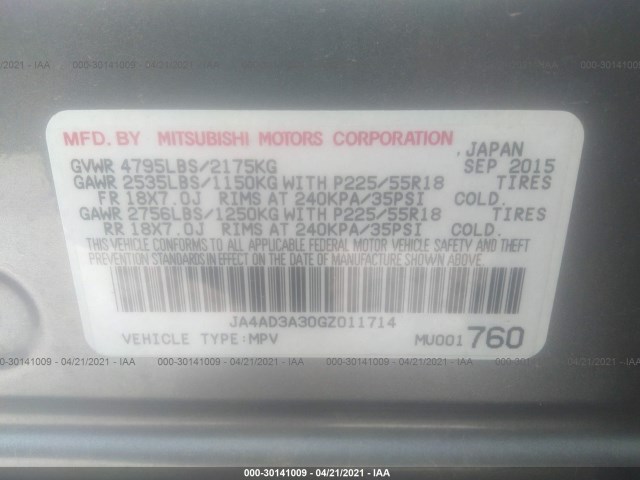 04/21/2021 - IAA 000-30141009 - 04/21/2021 - IAA 000-30141009 - 04/21/2021 - IAA 000-30141009 - 04/21/2021 - IAA
MFD. BY MITSUBISHI MOTORS CORPORATION
, JAPAN
GVWR 4795LBS/2175KG SEP 2015
GAWR 2535LBS/1150KG WITH P225/55R18 TIRES
FR 18X7.0J RIMS AT 240KPA/35PSI COLD.
GAWR 2756LBS/1250KG WITH P225/55R18 TIRES
RR 18X7.0J RIMS AT 240KPA/35PSI COLD.
THIS VEHICLE CONFORMS TO ALL APPLICABLE FEDERAL MOTOR VEHICLE SAFETY AND THEFT
PREVENTION STANDARDS IN EFFECT ON THE DATE OF MANUFACTURE SHOWN ABOVE.
JA4AD3A30GZ011714
VEHICLE TYPE:MPV MU001760
000-30141009 - 04/21/2021 - IAA